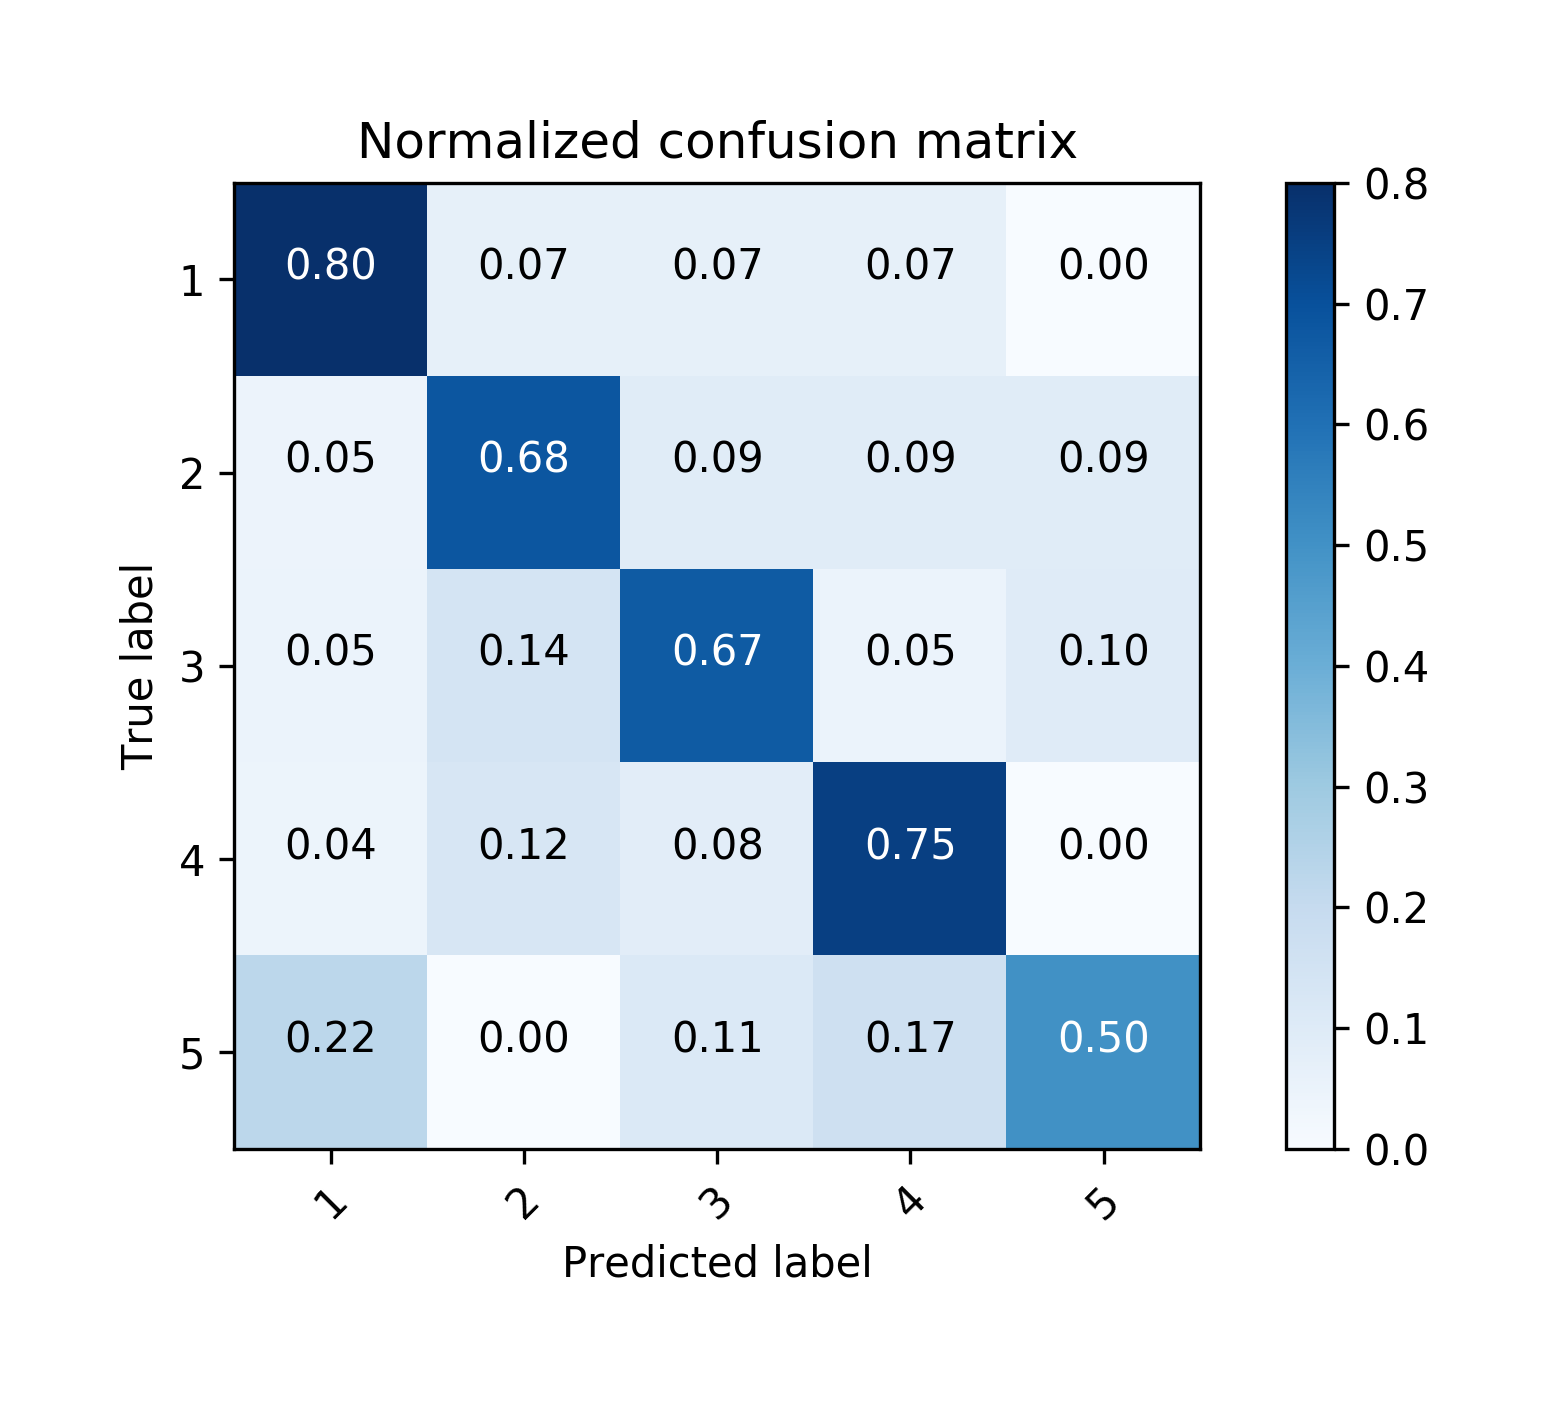 Normalized confusion matrix
1 0.80 0.07 0.07 0.07 0.00
2 0.05 0.68 0.09 0.09 0.09
3 0.05 0.14 0.67 0.05 0.10
4 0.04 0.12 0.08 0.75 0.00
5 0.22 0.00 0.11 0.17 0.50
True label
1 2 3 4 5
Predicted label
0.8
0.7
0.6
0.5
0.4
0.3
0.2
0.1
0.0